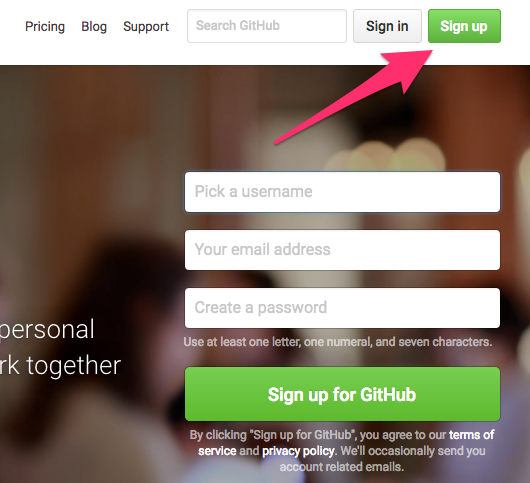 Pricing Blog Support Search GitHub Sign in Sign up
Pick a username
Your email address
personal
Create a password
rk together
Use at least one letter, one numeral, and seven characters.
Sign up for GitHub
By clicking "Sign up for GitHub", you agree to our terms of
service and privacy policy. We'll occasionally send you
account related emails.